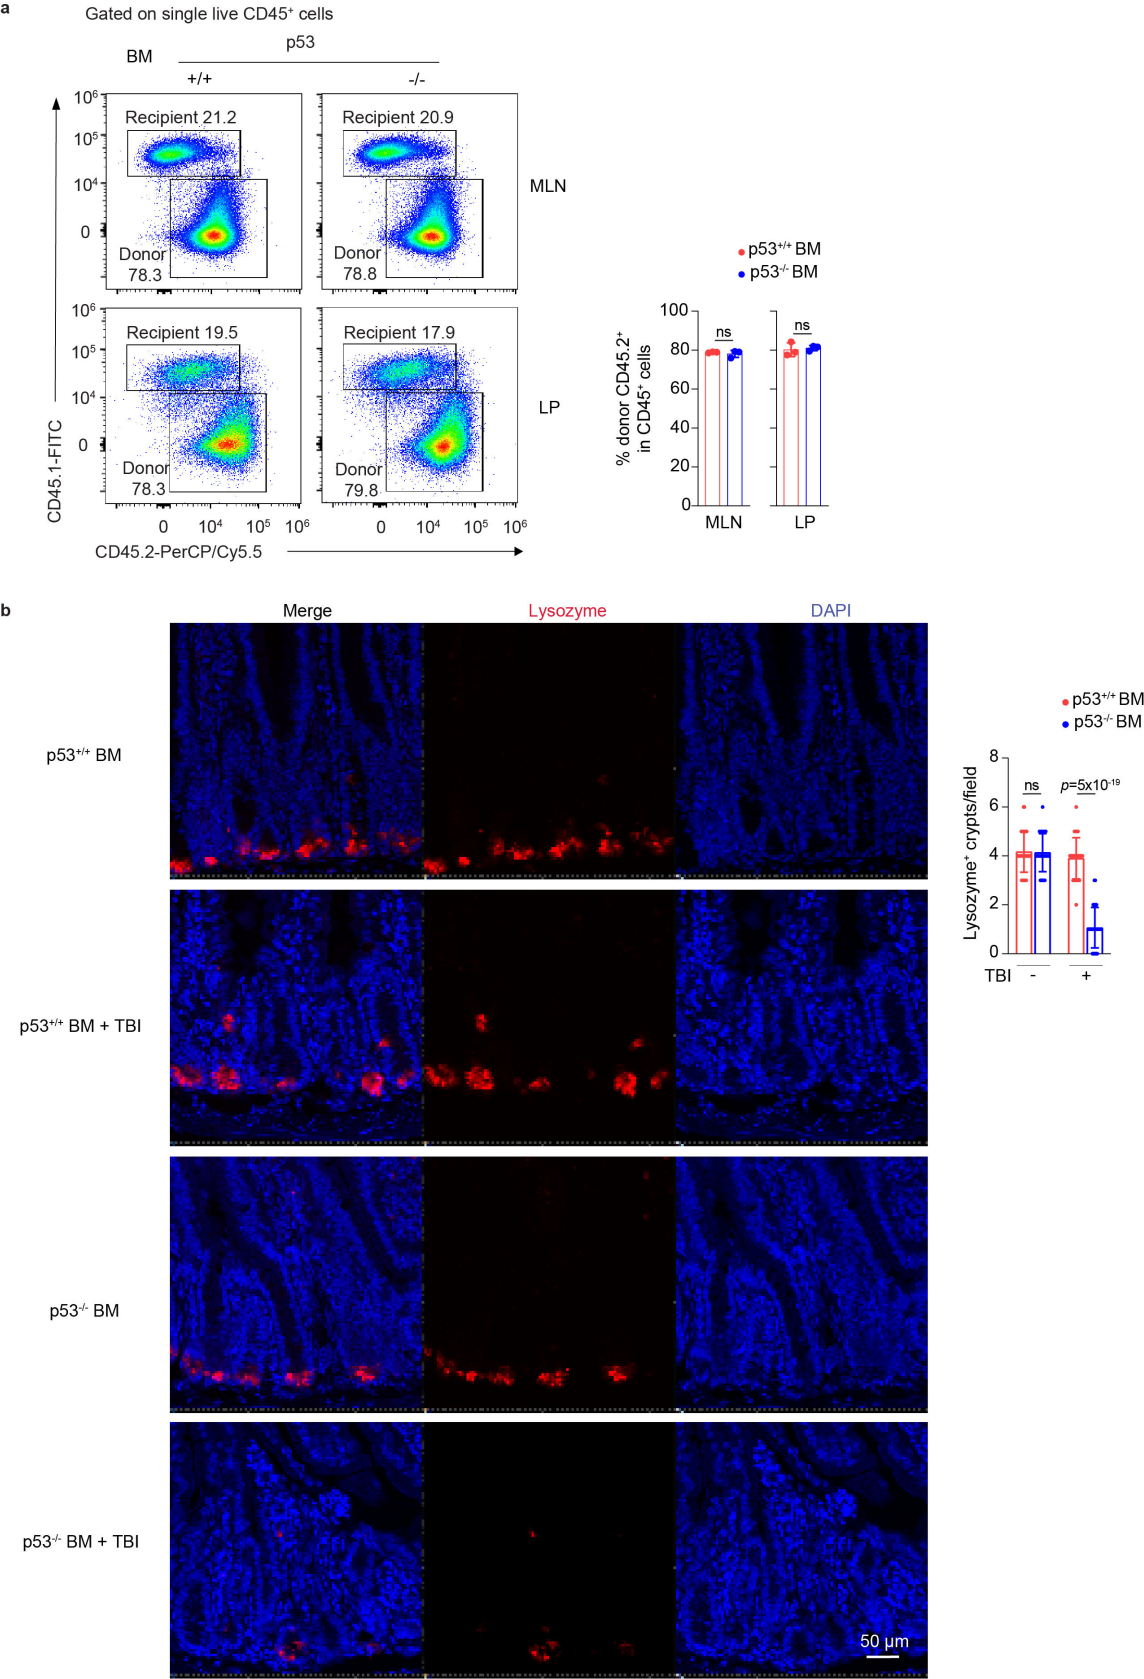 a
Gated on single live CD45⁺ cells
p53
BM
+/+
-/-
10⁶
Recipient 21.2
Recipient 20.9
10⁵
10⁴
MLN
0
Donor
78.3
Donor
78.8
10⁶
Recipient 19.5
Recipient 17.9
10⁵
10⁴
LP
0
Donor
78.3
Donor
79.8
CD45.1-FITC
0 10⁴ 10⁵ 10⁶
0 10⁴ 10⁵ 10⁶
CD45.2-PerCP/Cy5.5
p53⁺/⁺ BM
p53⁻/⁻ BM
% donor CD45.2⁺
in CD45⁺ cells
100
80
60
40
20
0
ns
ns
MLN
LP
b
Merge
Lysozyme
DAPI
p53⁺/⁺ BM
p53⁺/⁺ BM + TBI
p53⁻/⁻ BM
p53⁻/⁻ BM + TBI
50 µm
p53⁺/⁺ BM
p53⁻/⁻ BM
Lysozyme⁺ crypts/field
8
6
4
2
0
ns
p=5x10⁻¹⁹
TBI - +